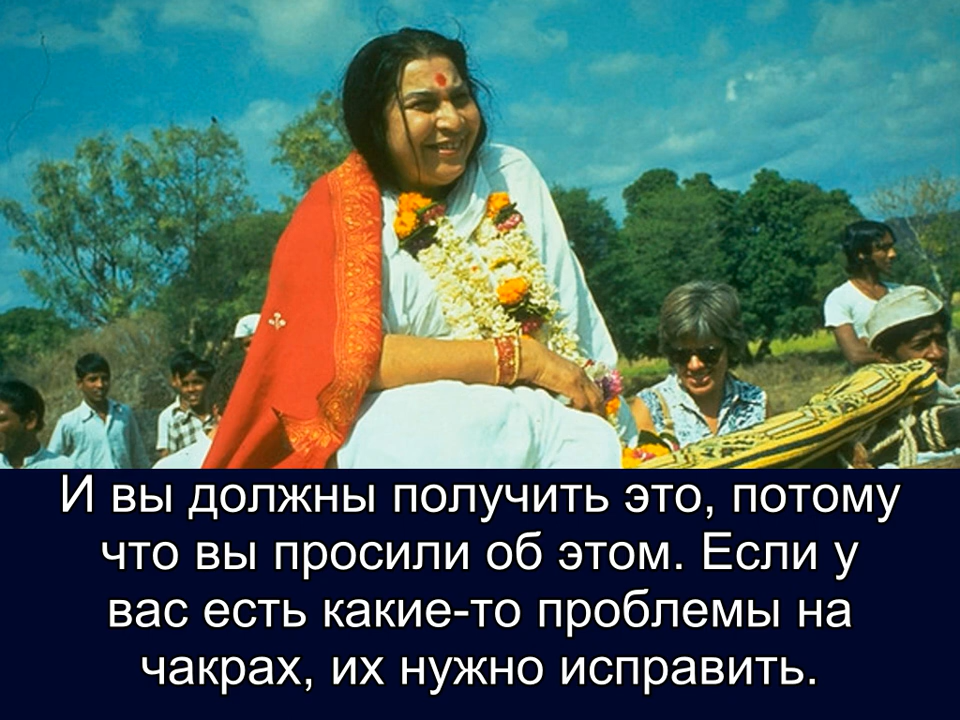 И вы должны получить это, потому
что вы просили об этом. Если у
вас есть какие-то проблемы на
чакрах, их нужно исправить.